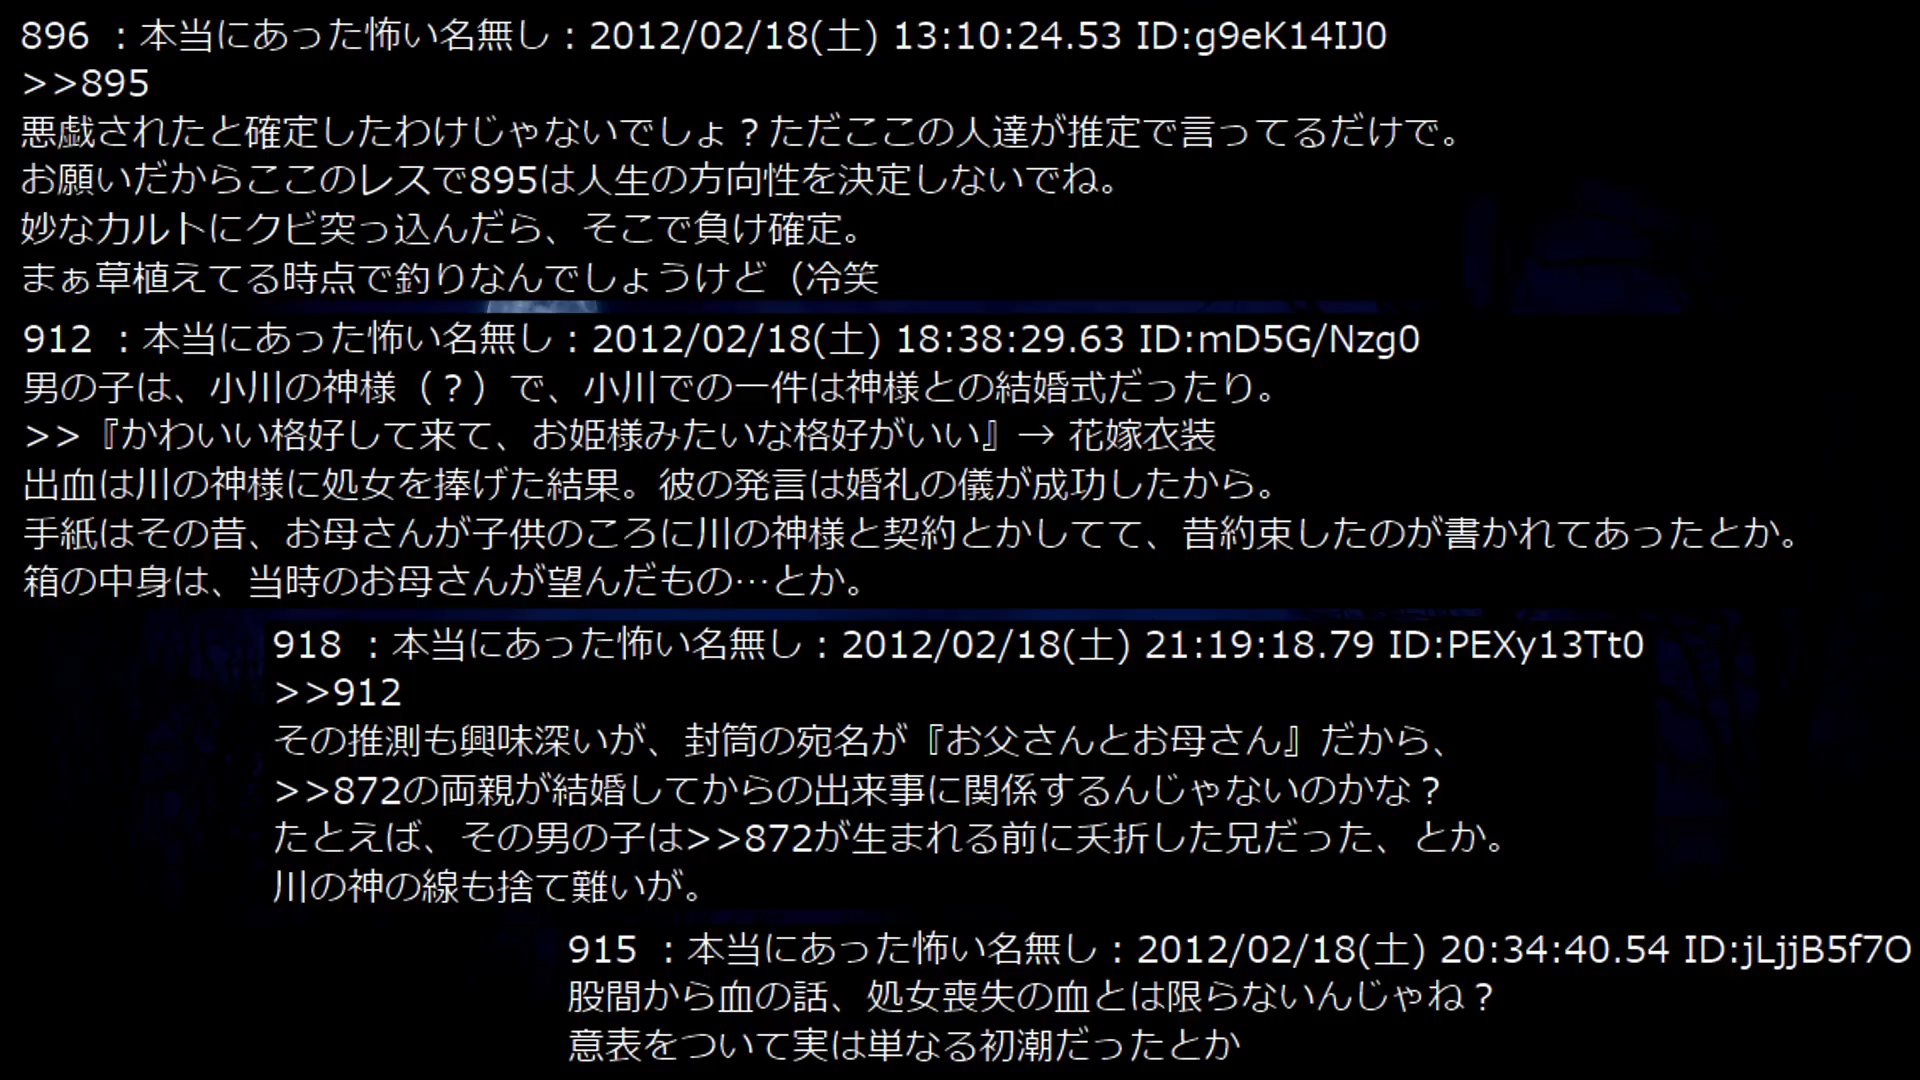 896 ：本当にあった怖い名無し：2012/02/18(土) 13:10:24.53 ID:g9eK14IJ0
>>895
悪戯されたと確定したわけじゃないでしょ？ただここの人達が推定で言ってるだけで。
お願いだからここのレスで895は人生の方向性を決定しないでね。
妙なカルトにクビ突っ込んだら、そこで負け確定。
まぁ草植えてる時点で釣りなんでしょうけど（冷笑
912 ：本当にあった怖い名無し：2012/02/18(土) 18:38:29.63 ID:mD5G/Nzg0
男の子は、小川の神様（？）で、小川での一件は神様との結婚式だったり。
>>『かわいい格好して来て、お姫様みたいな格好がいい』→ 花嫁衣装
出血は川の神様に処女を捧げた結果。彼の発言は婚礼の儀が成功したから。
手紙はその昔、お母さんが子供のころに川の神様と契約とかしてて、昔約束したのが書かれてあったとか。
箱の中身は、当時のお母さんが望んだもの…とか。
918 ：本当にあった怖い名無し：2012/02/18(土) 21:19:18.79 ID:PEXy13Tt0
>>912
その推測も興味深いが、封筒の宛名が『お父さんとお母さん』だから、
>>872の両親が結婚してからの出来事に関係するんじゃないのかな？
たとえば、その男の子は>>872が生まれる前に夭折した兄だった、とか。
川の神の線も捨て難いが。
915 ：本当にあった怖い名無し：2012/02/18(土) 20:34:40.54 ID:jLjjB5f7O
股間から血の話、処女喪失の血とは限らないんじゃね？
意表をついて実は単なる初潮だったとか